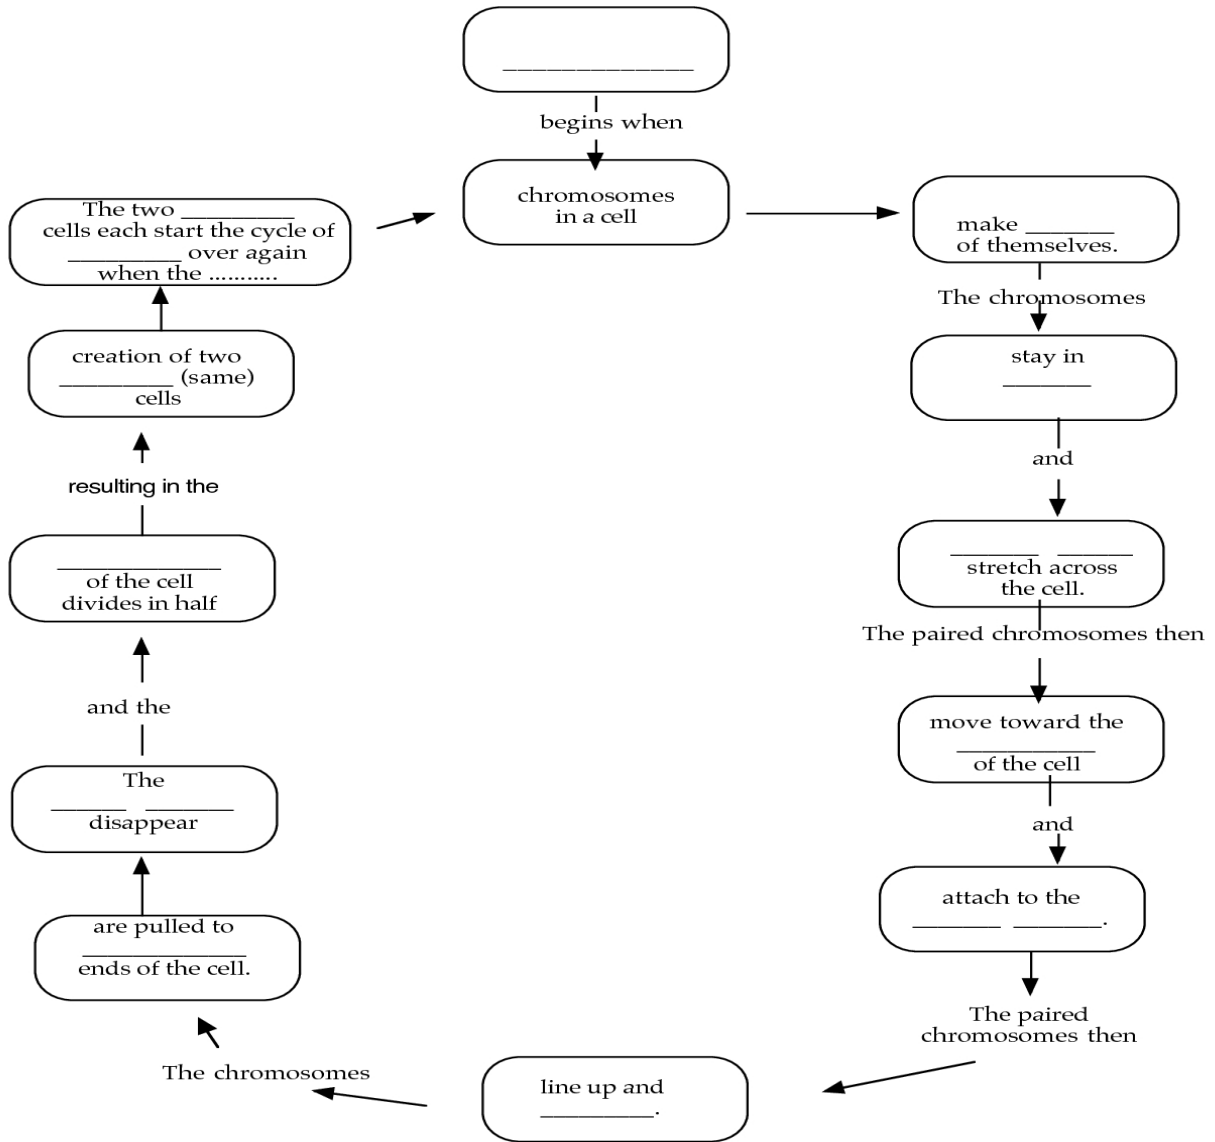 _____________
begins when
chromosomes
in a cell
make _______
of themselves.
The chromosomes
stay in
_______
and
_______ ______
stretch across
the cell.
The paired chromosomes then
move toward the
___________
of the cell
and
attach to the
_______ _______.
The paired
chromosomes then
line up and
_________.
The chromosomes
are pulled to
_____________
ends of the cell.
The
______ _______
disappear
and the
_____________
of the cell
divides in half
resulting in the
creation of two
_________ (same)
cells
The two _________
cells each start the cycle of
_________ over again
when the ...........